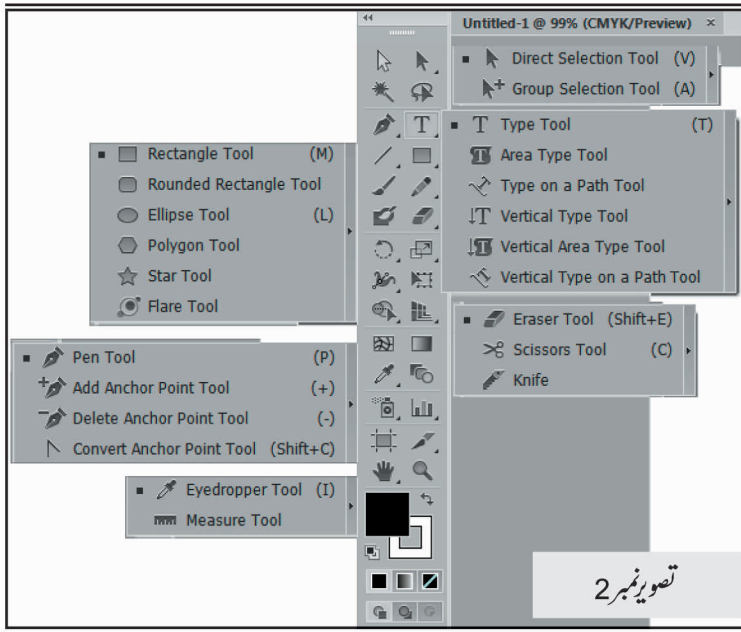 Untitled-1 @ 99% (CMYK/Preview) ×
Direct Selection Tool (V)
Group Selection Tool (A)
Type Tool (T)
Area Type Tool
Type on a Path Tool
Vertical Type Tool
Vertical Area Type Tool
Vertical Type on a Path Tool
Rectangle Tool (M)
Rounded Rectangle Tool
Ellipse Tool (L)
Polygon Tool
Star Tool
Flare Tool
Eraser Tool (Shift+E)
Scissors Tool (C)
Knife
Pen Tool (P)
Add Anchor Point Tool (+)
Delete Anchor Point Tool (-)
Convert Anchor Point Tool (Shift+C)
Eyedropper Tool (I)
Measure Tool
تصویر نمبر 2